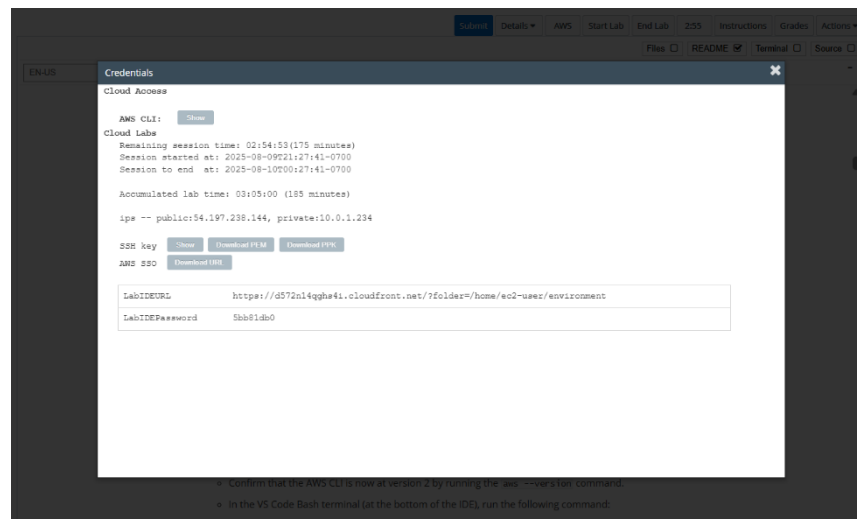 Submit Details AWS Start Lab End Lab 2:55 Instructions Grades Actions
Files README Terminal Source
EN-US
Credentials
Cloud Access
AWS CLI: Show
Cloud Labs
Remaining session time: 02:54:53(175 minutes)
Session started at: 2025-08-09T21:27:41-0700
Session to end at: 2025-08-10T00:27:41-0700
Accumulated lab time: 03:05:00 (185 minutes)
ips -- public:54.197.238.144, private:10.0.1.234
SSH key Show Download PEM Download PPK
AWS SSO Download URL
LabIDEURL https://d572n14qghs4i.cloudfront.net/?folder=/home/ec2-user/environment
LabIDEPassword 5bb81db0
Confirm that the AWS CLI is now at version 2 by running the aws --version command.
In the VS Code Bash terminal (at the bottom of the IDE), run the following command: